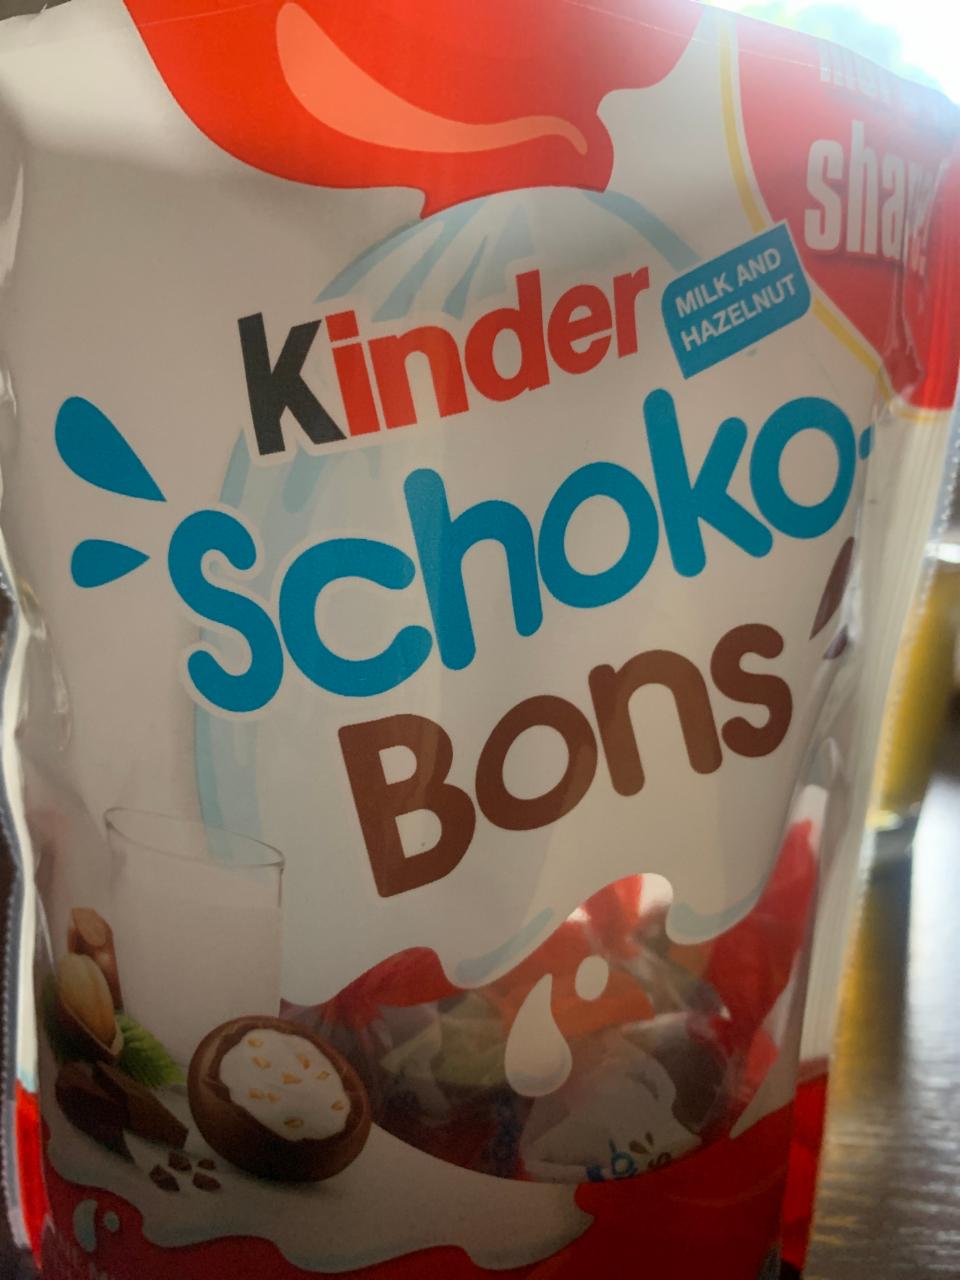 share!
kinder
MILK AND
HAZELNUT
Schoko-
Bons